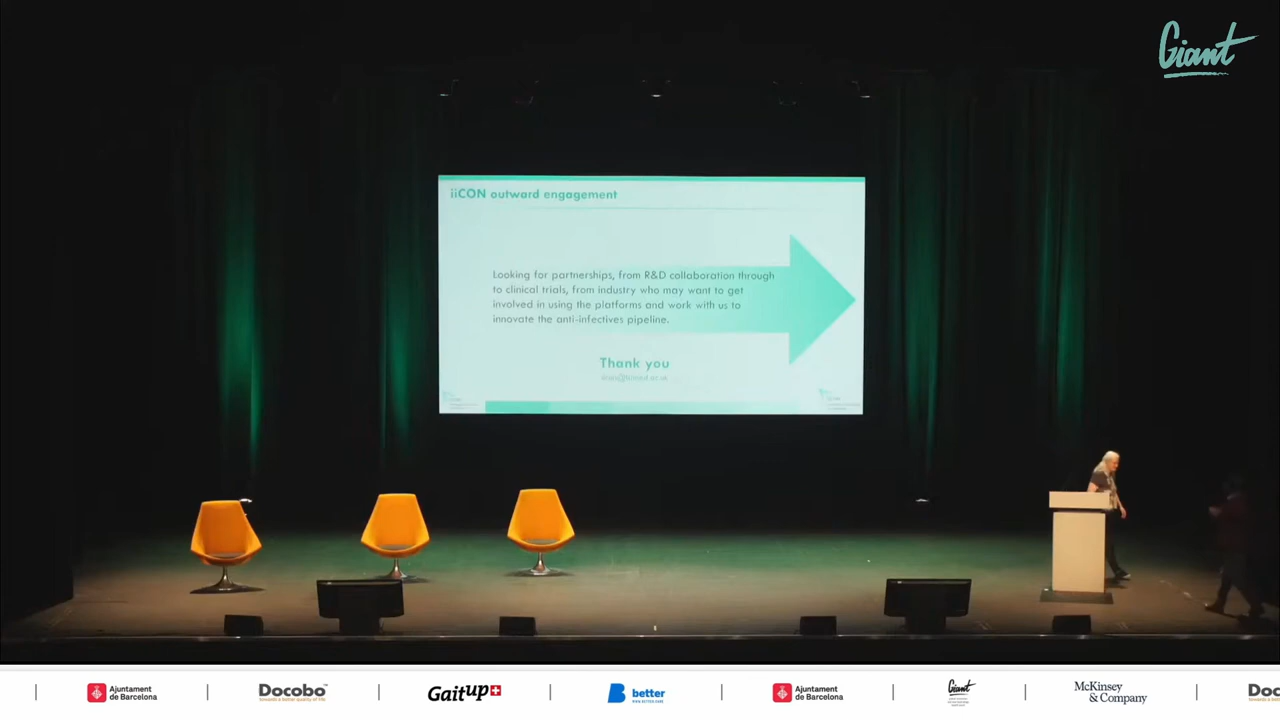 Giant
iiCON outward engagement
Looking for partnerships, from R&D collaboration through
to clinical trials, from industry who may want to get
involved in using the platforms and work with us to
innovate the anti-infectives pipeline.
Thank you
Ajuntament
de Barcelona
Docobo™
Gaitup
better
Ajuntament
de Barcelona
Giant
McKinsey
& Company
Doc